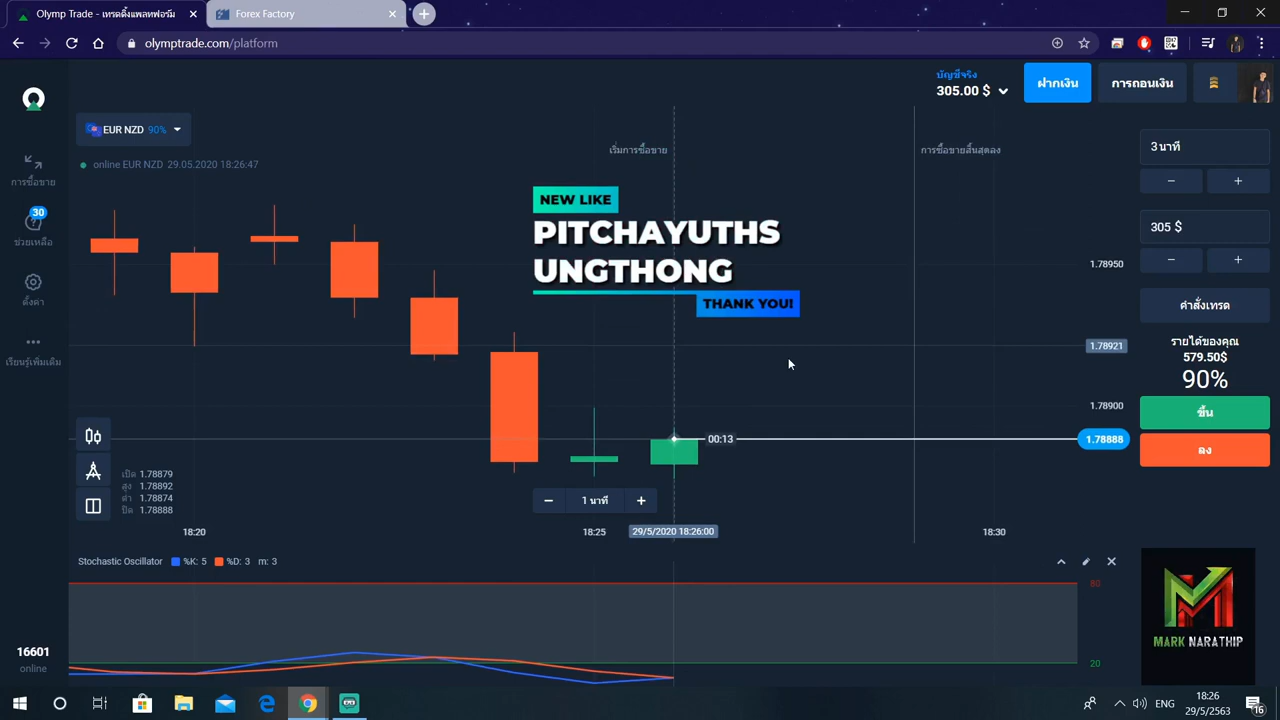 Olymp Trade - เทรดดิ้งแพลทฟอร์ม
Forex Factory
olymptrade.com/platform
บัญชีจริง
305.00 $
ฝากเงิน
การถอนเงิน
EUR NZD 90%
online EUR NZD 29.05.2020 18:26:47
เริ่มการซื้อขาย
การซื้อขายสิ้นสุดลง
3 นาที
การซื้อขาย
30
ช่วยเหลือ
ตั้งค่า
เรียนรู้เพิ่มเติม
NEW LIKE
PITCHAYUTHS
UNGTHONG
THANK YOU!
305 $
1.78950
คำสั่งเทรด
1.78921
รายได้ของคุณ
579.50$
90%
1.78900
ขึ้น
00:13
1.78888
ลง
เปิด 1.78879
สูง 1.78892
ต่ำ 1.78874
ปิด 1.78888
1 นาที
18:20
18:25
29/5/2020 18:26:00
18:30
Stochastic Oscillator %K: 5 %D: 3 m: 3
80
20
MARK NARATHIP
16601
online
ENG
18:26
29/5/2563
16